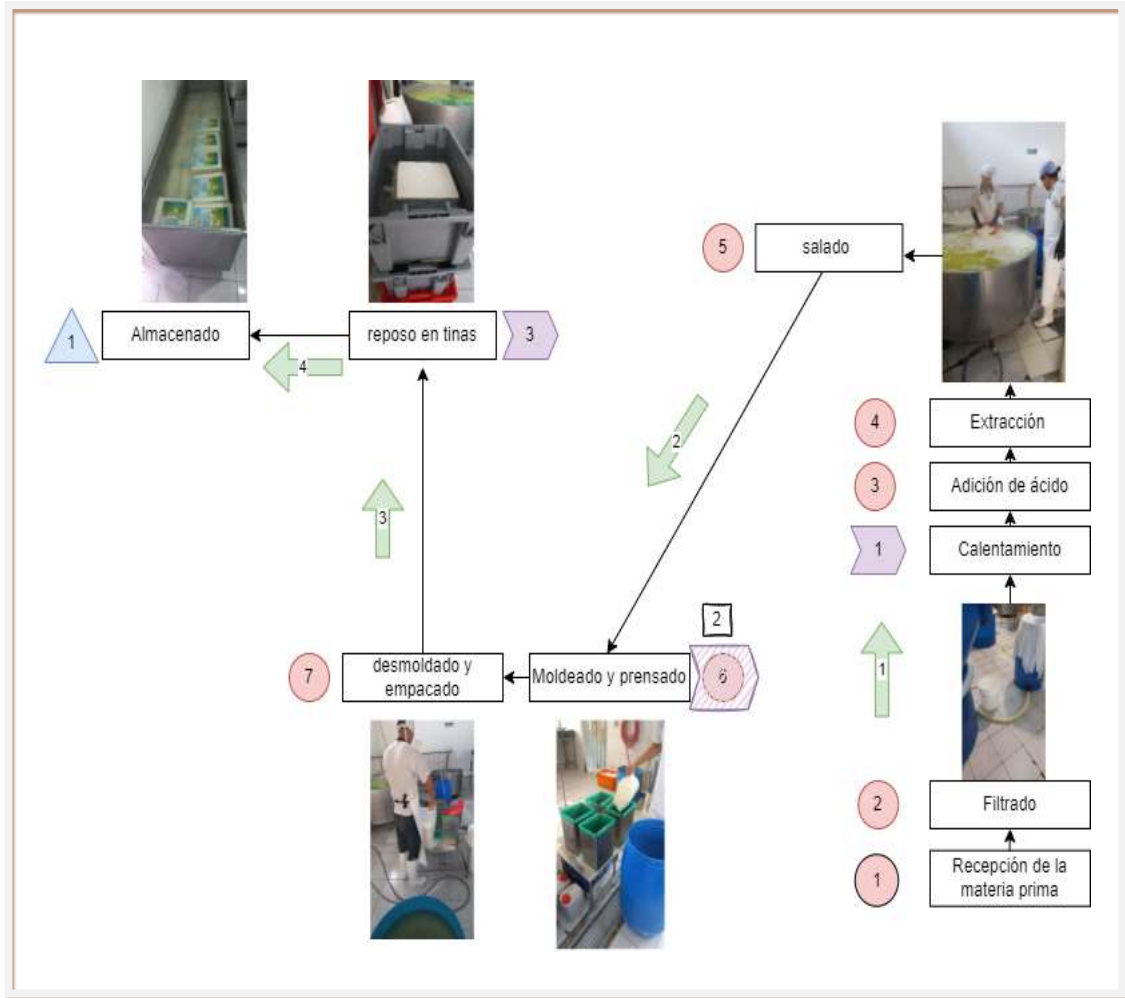 5
salado
1
Almacenado
reposo en tinas
3
4
4
Extracción
2
3
Adición de ácido
3
1
Calentamiento
2
1
7
desmoldado y
empacado
Moldeado y prensado
6
2
Filtrado
1
Recepción de la
materia prima